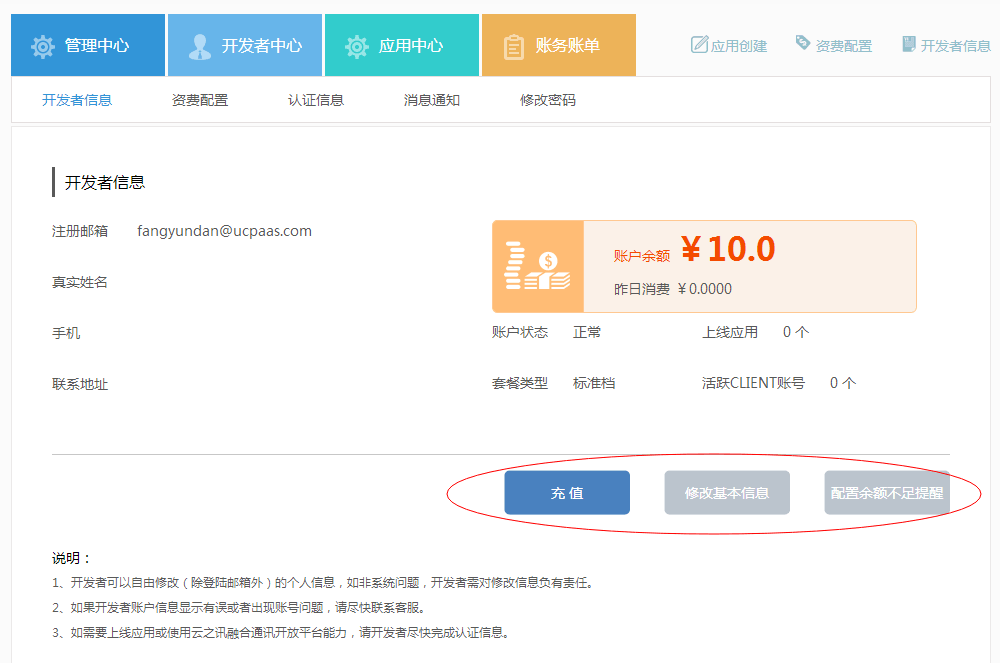 管理中心 开发者中心 应用中心 账务账单 应用创建 资费配置 开发者信息
开发者信息 资费配置 认证信息 消息通知 修改密码
开发者信息
注册邮箱 fangyundan@ucpaas.com
真实姓名
手机
联系地址
账户余额 ￥10.0
昨日消费 ￥0.0000
账户状态 正常 上线应用 0 个
套餐类型 标准档 活跃CLIENT账号 0 个
充 值 修改基本信息 配置余额不足提醒
说明：
1、开发者可以自由修改（除登陆邮箱外）的个人信息，如非系统问题，开发者需对修改信息负有责任。
2、如果开发者账户信息显示有误或者出现账号问题，请尽快联系客服。
3、如需要上线应用或使用云之讯融合通讯开放平台能力，请开发者尽快完成认证信息。